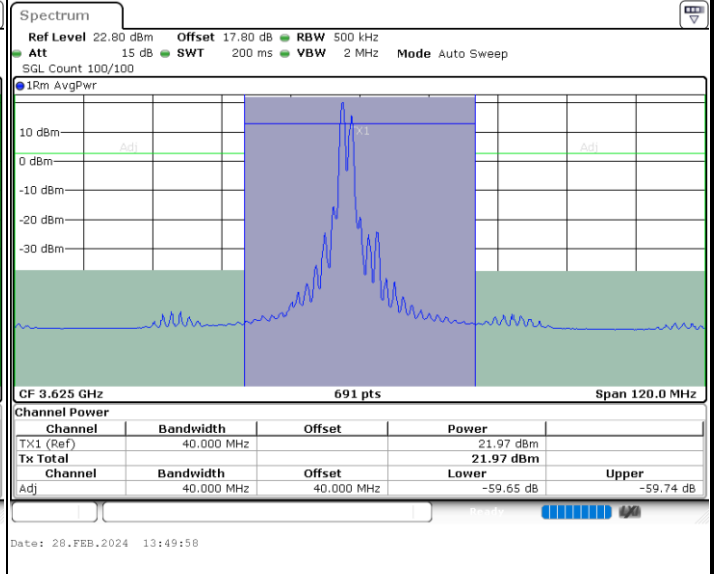 Spectrum
Ref Level 22.80 dBm Offset 17.80 dB RBW 500 kHz
Att 15 dB SWT 200 ms VBW 2 MHz Mode Auto Sweep
SGL Count 100/100
1Rm AvgPwr
10 dBm
TX1
Adj
Adj
0 dBm
-10 dBm
-20 dBm
-30 dBm
CF 3.625 GHz 691 pts Span 120.0 MHz
Channel Power
Channel Bandwidth Offset Power
TX1 (Ref) 40.000 MHz 21.97 dBm
Tx Total 21.97 dBm
Channel Bandwidth Offset Lower Upper
Adj 40.000 MHz 40.000 MHz -59.65 dB -59.74 dB
Ready
Date: 28.FEB.2024 13:49:58